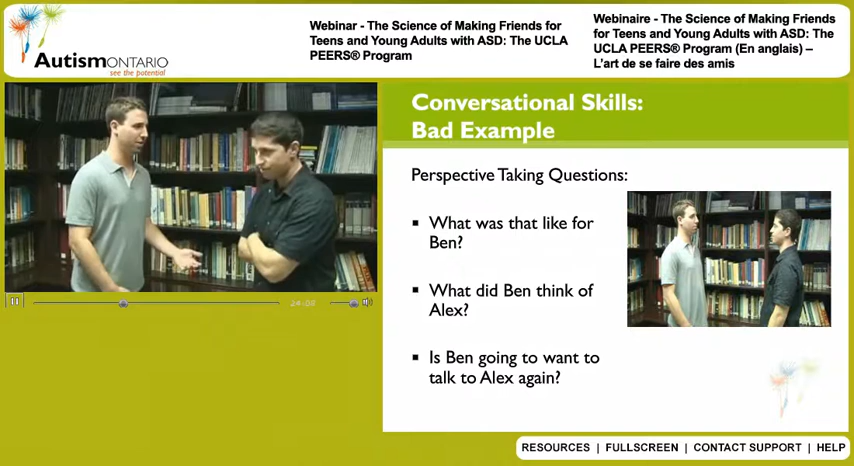 AutismONTARIO
see the potential
Webinar - The Science of Making Friends for
Teens and Young Adults with ASD: The UCLA
PEERS® Program
Webinaire - The Science of Making Friends
for Teens and Young Adults with ASD: The
UCLA PEERS® Program (En anglais) –
L’art de se faire des amis
24:08
Conversational Skills:
Bad Example
Perspective Taking Questions:
▪ What was that like for
Ben?
▪ What did Ben think of
Alex?
▪ Is Ben going to want to
talk to Alex again?
RESOURCES | FULLSCREEN | CONTACT SUPPORT | HELP